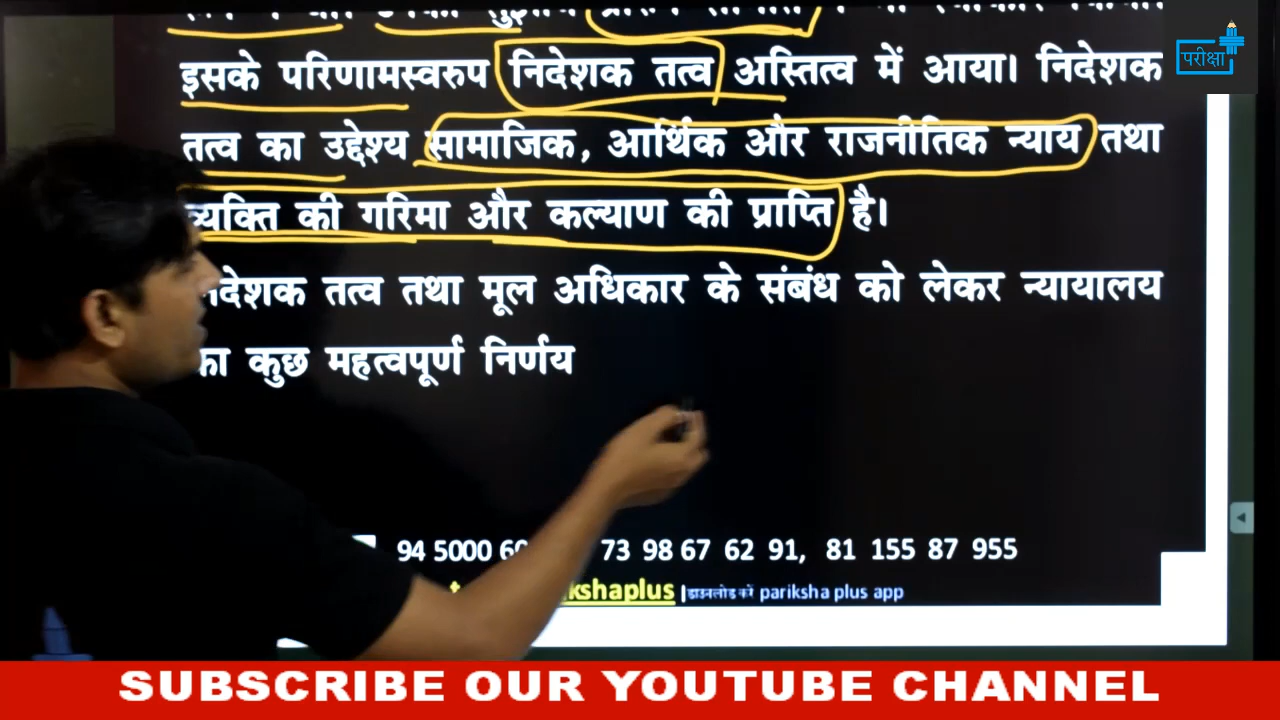 परीक्षा
इसके परिणामस्वरुप निदेशक तत्व अस्तित्व में आया। निदेशक
तत्व का उद्देश्य सामाजिक, आर्थिक और राजनीतिक न्याय तथा
व्यक्ति की गरिमा और कल्याण की प्राप्ति है।
तत्व तथा मूल अधिकार के संबंध को लेकर न्यायालय
कुछ महत्वपूर्ण निर्णय
94 5000 73 98 67 62 91, 81 155 87 955
kshaplus |डाउनलोड करें pariksha plus app
SUBSCRIBE OUR YOUTUBE CHANNEL